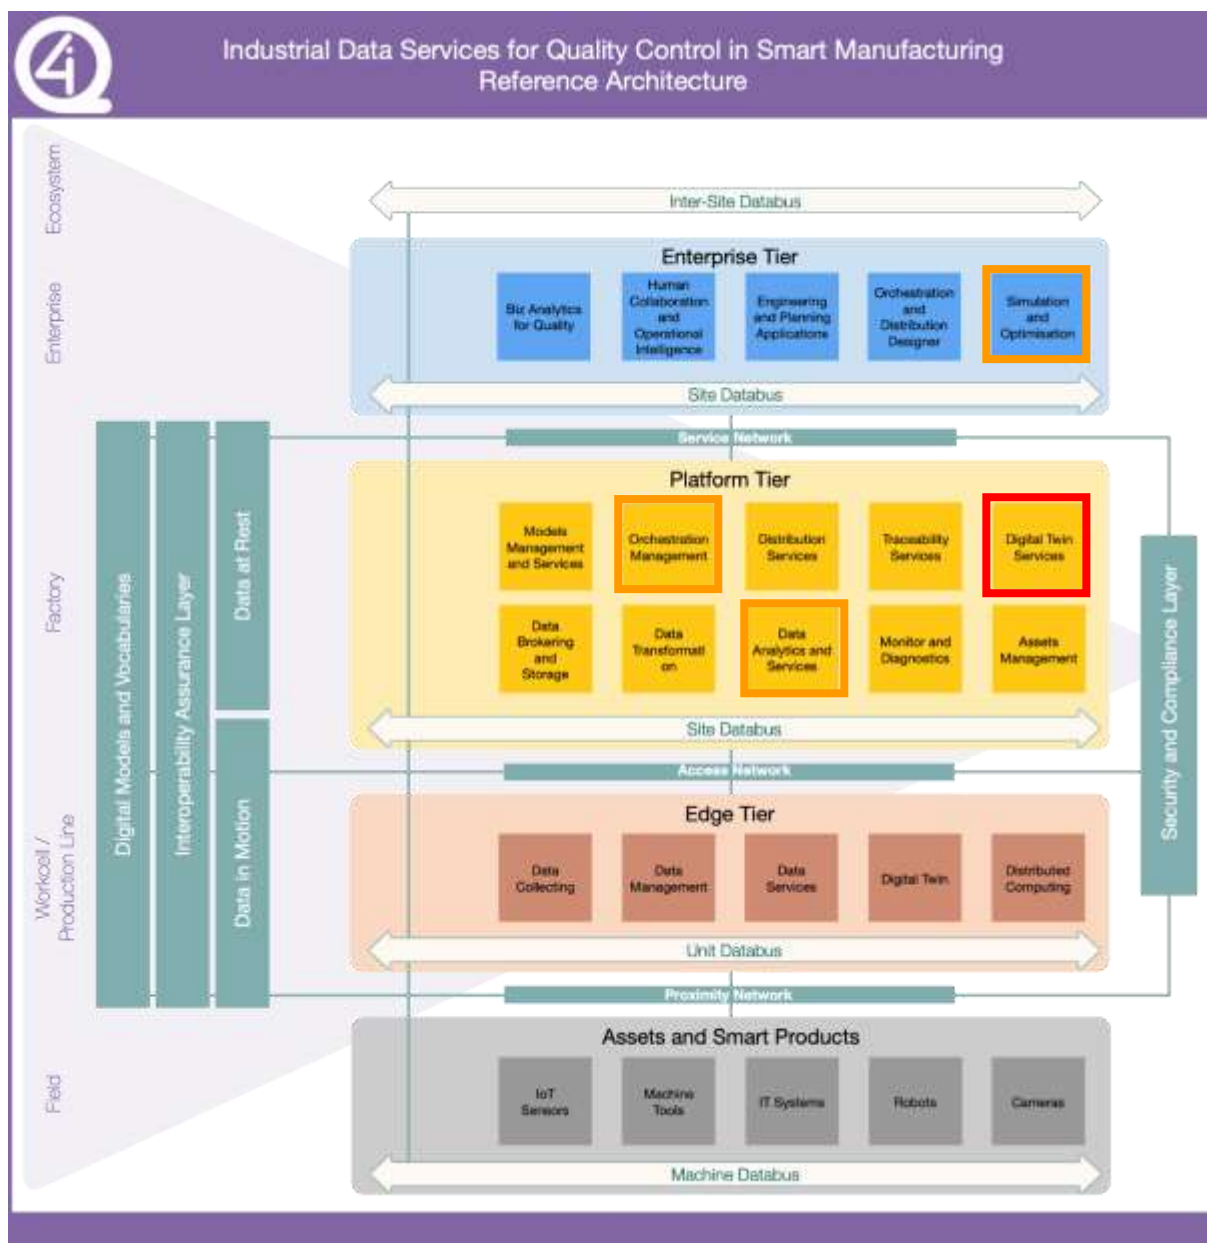 4i
Industrial Data Services for Quality Control in Smart Manufacturing
Reference Architecture
Ecosystem
Enterprise
Factory
Workcell /
Production Line
Field
Inter-Site Databus
Enterprise Tier
Biz Analytics
for Quality
Human
Collaboration
and
Operational
Intelligence
Engineering
and Planning
Applications
Orchestration
and
Distribution
Designer
Simulation
and
Optimisation
Site Databus
Service Network
Digital Models and Vocabularies
Interoperability Assurance Layer
Data at Rest
Data in Motion
Security and Compliance Layer
Platform Tier
Models
Management
and Services
Orchestration
Management
Distribution
Services
Traceability
Services
Digital Twin
Services
Data
Brokering
and
Storage
Data
Transformati
on
Data
Analytics and
Services
Monitor and
Diagnostics
Assets
Management
Site Databus
Access Network
Edge Tier
Data
Collecting
Data
Management
Data
Services
Digital Twin
Distributed
Computing
Unit Databus
Proximity Network
Assets and Smart Products
IoT
Sensors
Machine
Tools
IT Systems
Robots
Cameras
Machine Databus